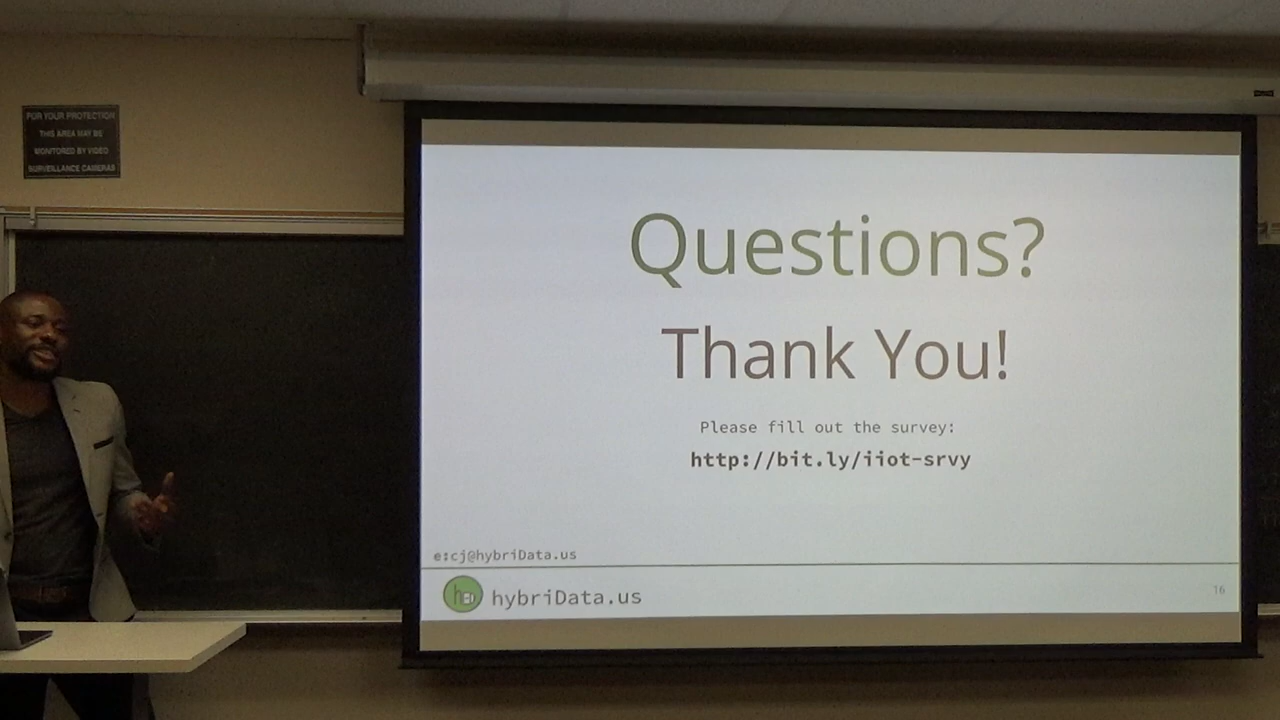 FOR YOUR PROTECTION
THIS AREA MAY BE
MONITORED BY VIDEO
SURVEILLANCE CAMERAS
Questions?
Thank You!
Please fill out the survey:
http://bit.ly/iiot-srvy
e:cj@hybriData.us
hybriData.us
16